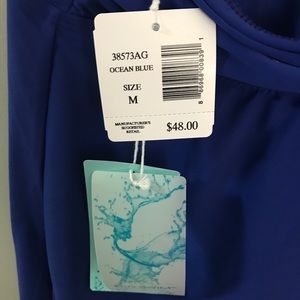 38573AG
OCEAN BLUE
SIZE
M
MANUFACTURER'S
SUGGESTED
RETAIL
$48.00